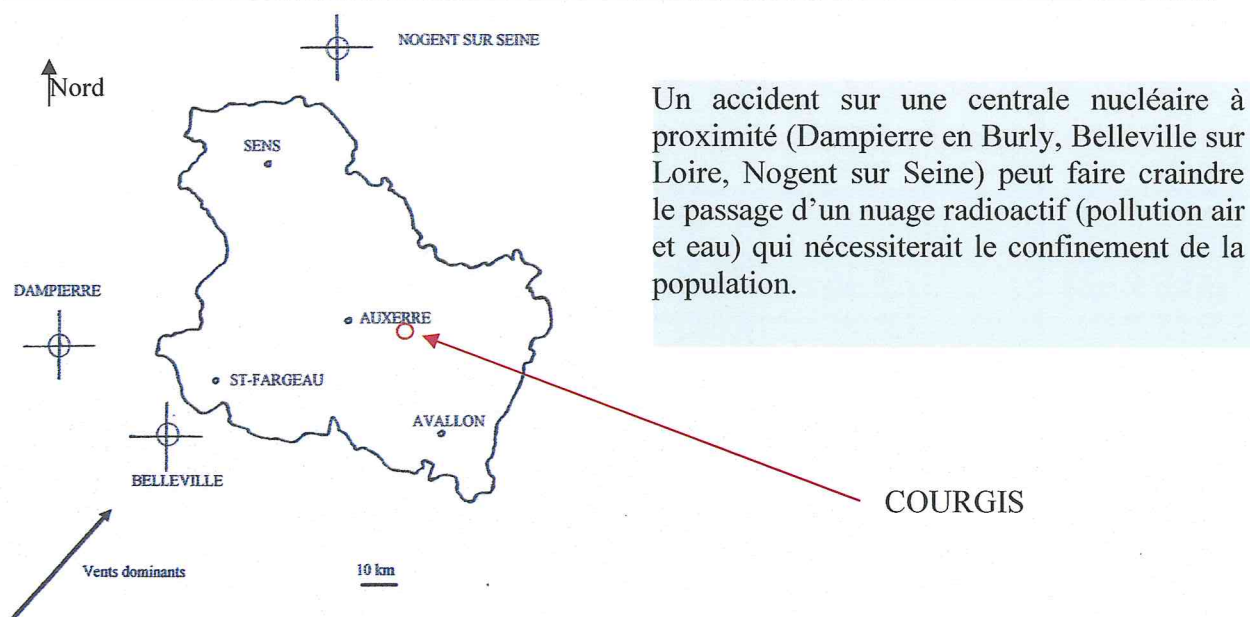 NOGENT SUR SEINE
Nord
SENS
Un accident sur une centrale nucléaire à
proximité (Dampierre en Burly, Belleville sur
Loire, Nogent sur Seine) peut faire craindre
le passage d'un nuage radioactif (pollution air
et eau) qui nécessiterait le confinement de la
population.
DAMPIERRE
AUXERRE
ST-FARGEAU
AVALLON
BELLEVILLE
COURGIS
Vents dominants
10 km